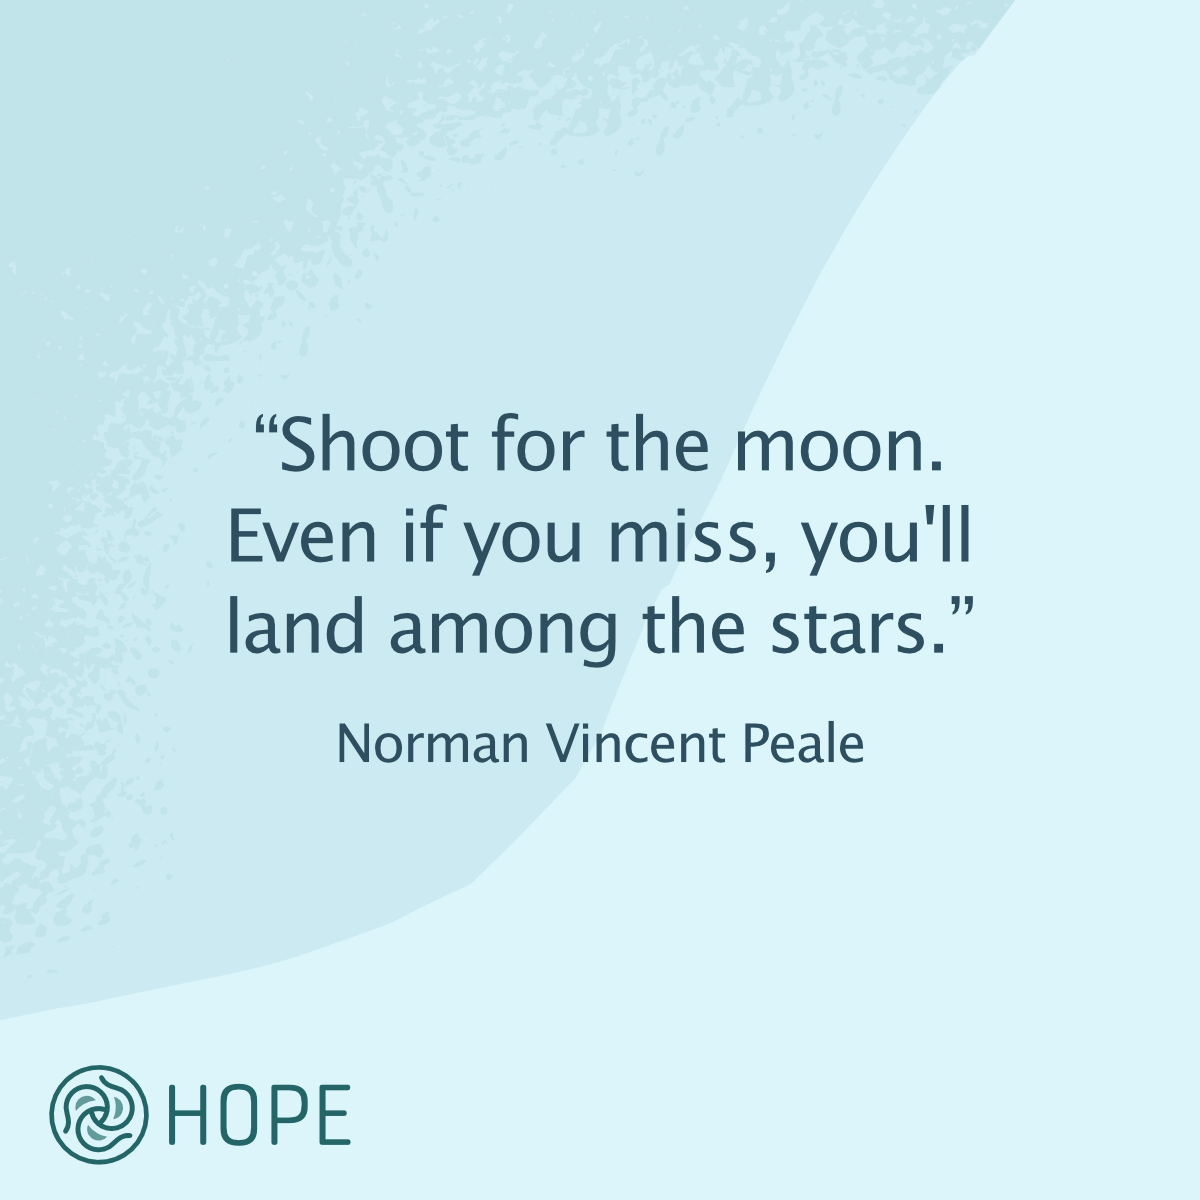 “Shoot for the moon.
Even if you miss, you'll
land among the stars.”
Norman Vincent Peale
HOPE